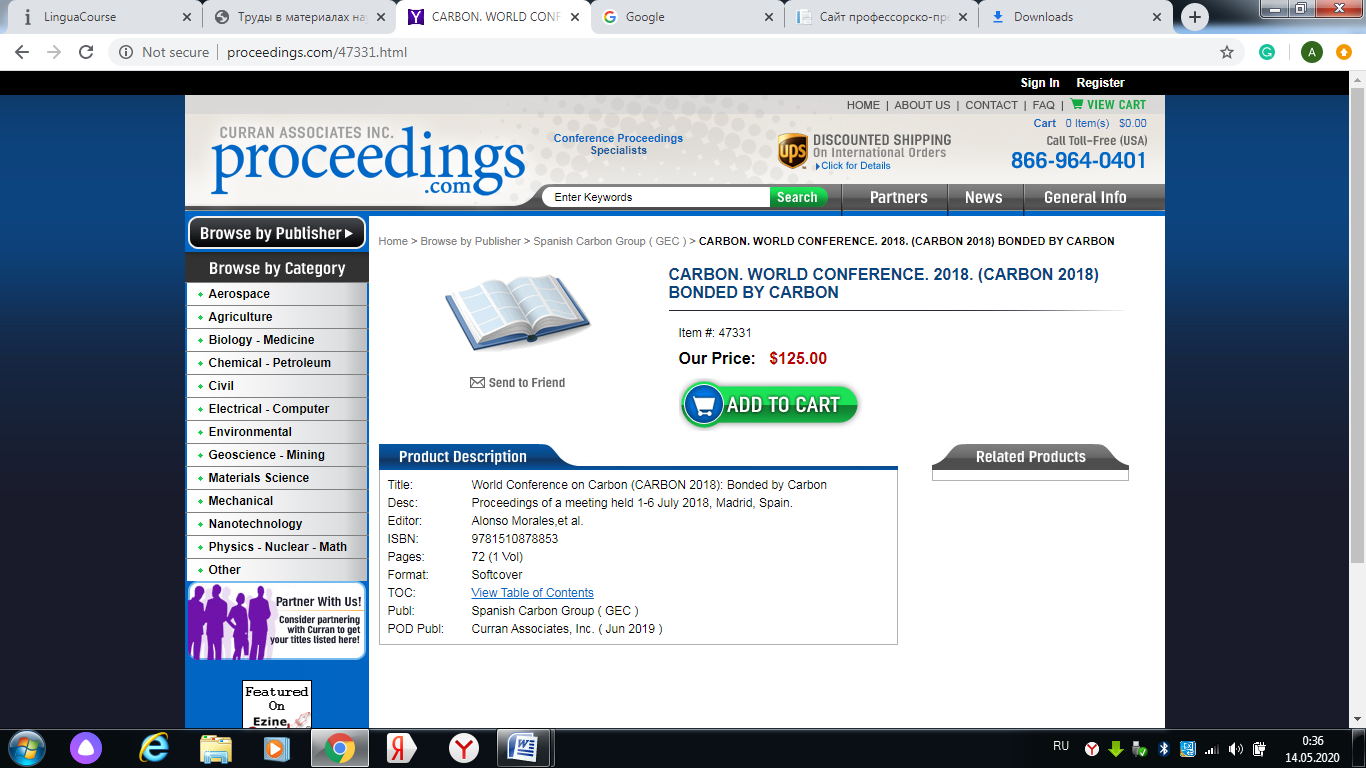 LinguaCourse
Труды в материалах на
CARBON. WORLD CONF
Google
Сайт профессорско-пр
Downloads
Not secure | proceedings.com/47331.html
A
Sign In Register
HOME | ABOUT US | CONTACT | FAQ | VIEW CART
Cart 0 Item(s) $0.00
CURRAN ASSOCIATES INC.
proceedings
.com
Conference Proceedings
Specialists
ups
DISCOUNTED SHIPPING
On International Orders
Click for Details
Call Toll-Free (USA)
866-964-0401
Enter Keywords
Search
Partners
News
General Info
Browse by Publisher
Browse by Category
Aerospace
Agriculture
Biology - Medicine
Chemical - Petroleum
Civil
Electrical - Computer
Environmental
Geoscience - Mining
Materials Science
Mechanical
Nanotechnology
Physics - Nuclear - Math
Other
Partner With Us!
Consider partnering
with Curran to get
your titles listed here!
Featured
On
Ezine
Home > Browse by Publisher > Spanish Carbon Group ( GEC ) > CARBON. WORLD CONFERENCE. 2018. (CARBON 2018) BONDED BY CARBON
Send to Friend
CARBON. WORLD CONFERENCE. 2018. (CARBON 2018)
BONDED BY CARBON
Item #: 47331
Our Price: $125.00
ADD TO CART
Product Description
Title: World Conference on Carbon (CARBON 2018): Bonded by Carbon
Desc: Proceedings of a meeting held 1-6 July 2018, Madrid, Spain.
Editor: Alonso Morales,et al.
ISBN: 9781510878853
Pages: 72 (1 Vol)
Format: Softcover
TOC: View Table of Contents
Publ: Spanish Carbon Group ( GEC )
POD Publ: Curran Associates, Inc. ( Jun 2019 )
Related Products
RU
0:36
14.05.2020